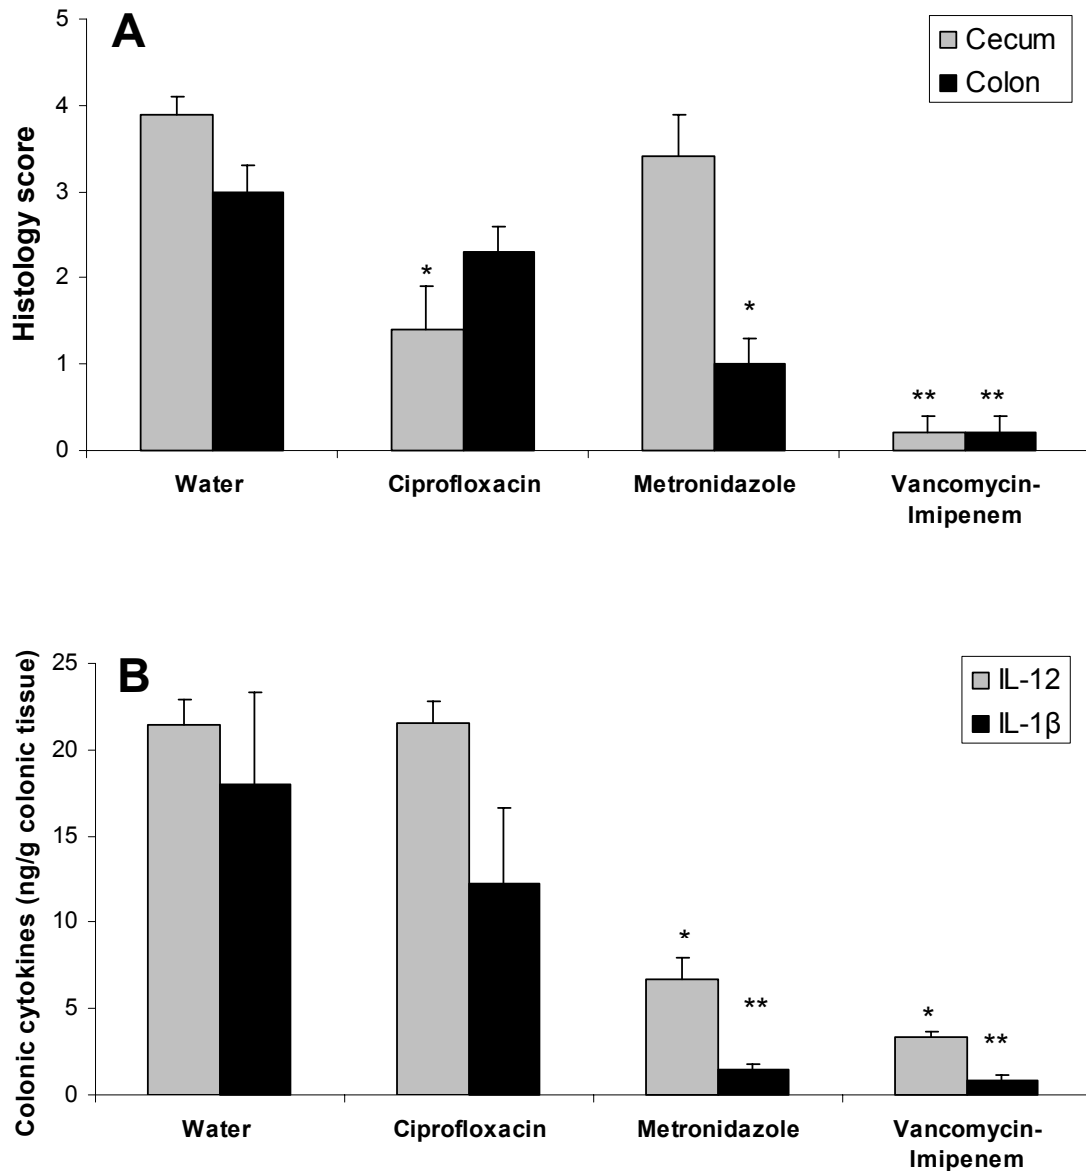 A
Cecum
Colon
Histology score
5
4
3
2
1
0
*
*
**
**
Water
Ciprofloxacin
Metronidazole
Vancomycin-
Imipenem
B
IL-12
IL-1β
Colonic cytokines (ng/g colonic tissue)
25
20
15
10
5
0
*
**
*
**
Water
Ciprofloxacin
Metronidazole
Vancomycin-
Imipenem